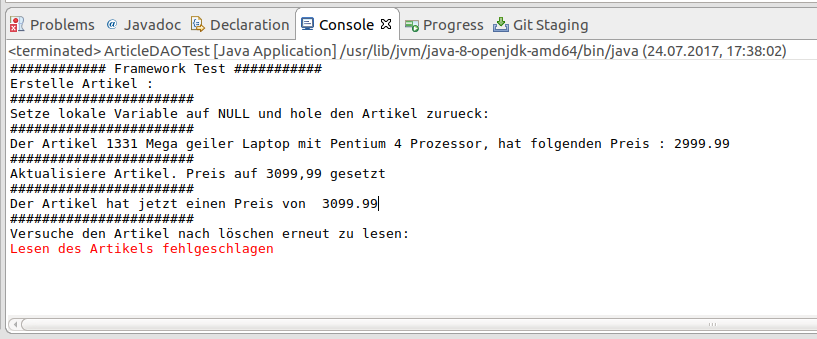 Problems @ Javadoc Declaration Console Progress Git Staging
<terminated> ArticleDAOTest [Java Application] /usr/lib/jvm/java-8-openjdk-amd64/bin/java (24.07.2017, 17:38:02)
############ Framework Test ###########
Erstelle Artikel :
#######################
Setze lokale Variable auf NULL und hole den Artikel zurueck:
#######################
Der Artikel 1331 Mega geiler Laptop mit Pentium 4 Prozessor, hat folgenden Preis : 2999.99
#######################
Aktualisiere Artikel. Preis auf 3099,99 gesetzt
#######################
Der Artikel hat jetzt einen Preis von  3099.99
#######################
Versuche den Artikel nach löschen erneut zu lesen:
Lesen des Artikels fehlgeschlagen